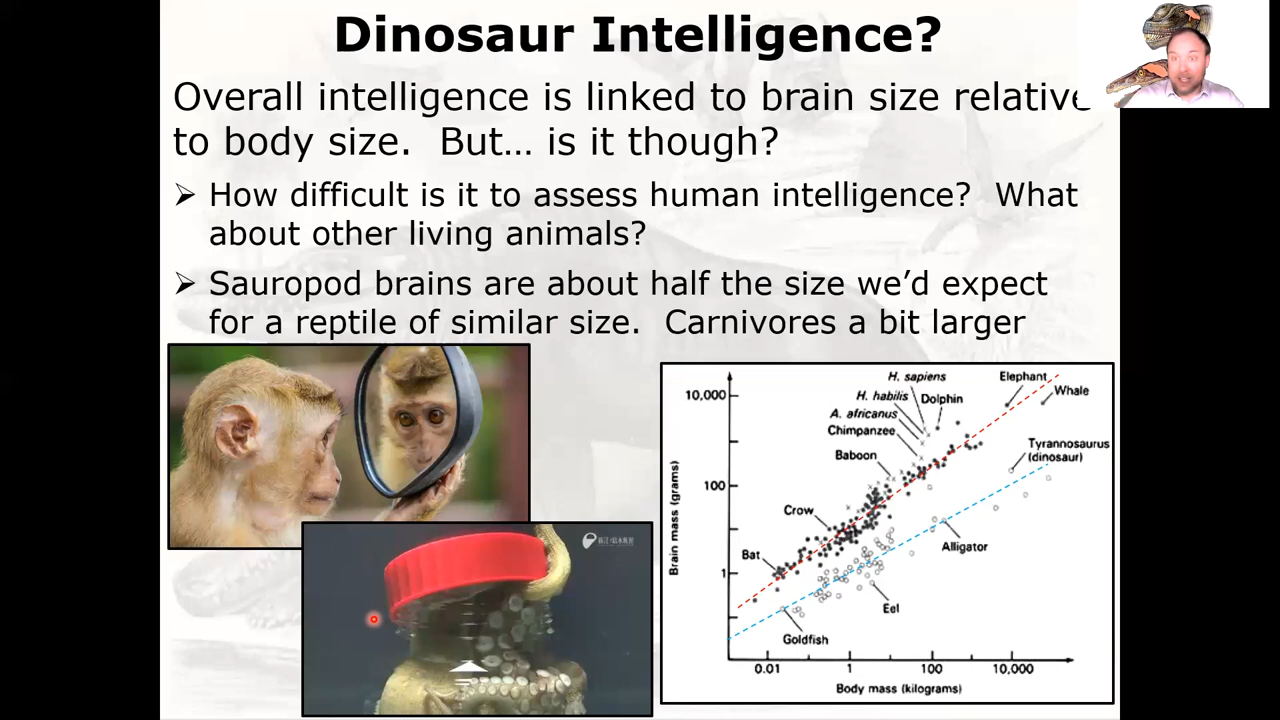 Dinosaur Intelligence?
Overall intelligence is linked to brain size relative
to body size.  But… is it though?
➢ How difficult is it to assess human intelligence?  What
about other living animals?
➢ Sauropod brains are about half the size we’d expect
for a reptile of similar size.  Carnivores a bit larger
H. sapiens
Elephant
Whale
H. habilis
Dolphin
A. africanus
Chimpanzee
Baboon
Tyrannosaurus
(dinosaur)
Crow
Bat
Alligator
Eel
Goldfish
10,000
100
1
Brain mass (grams)
0.01
1
100
10,000
Body mass (kilograms)